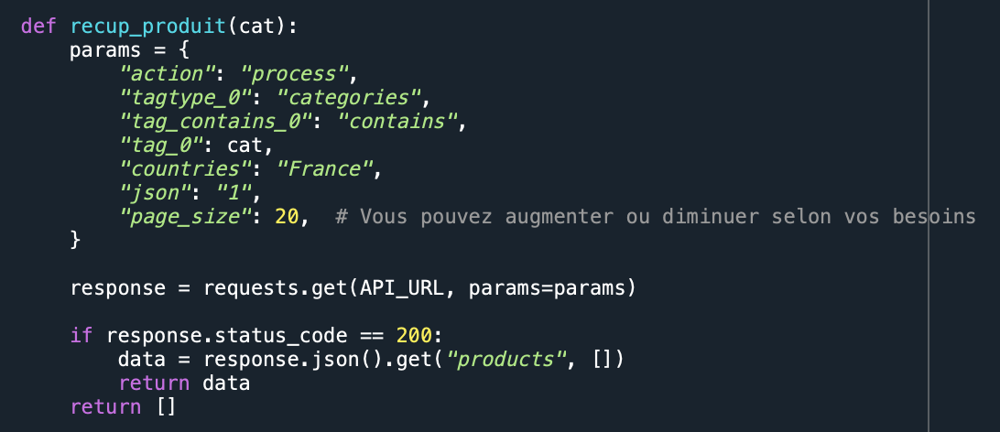 def recup_produit(cat):
    params = {
        "action": "process",
        "tagtype_0": "categories",
        "tag_contains_0": "contains",
        "tag_0": cat,
        "countries": "France",
        "json": "1",
        "page_size": 20,  # Vous pouvez augmenter ou diminuer selon vos besoins
    }

    response = requests.get(API_URL, params=params)

    if response.status_code == 200:
        data = response.json().get("products", [])
        return data
    return []